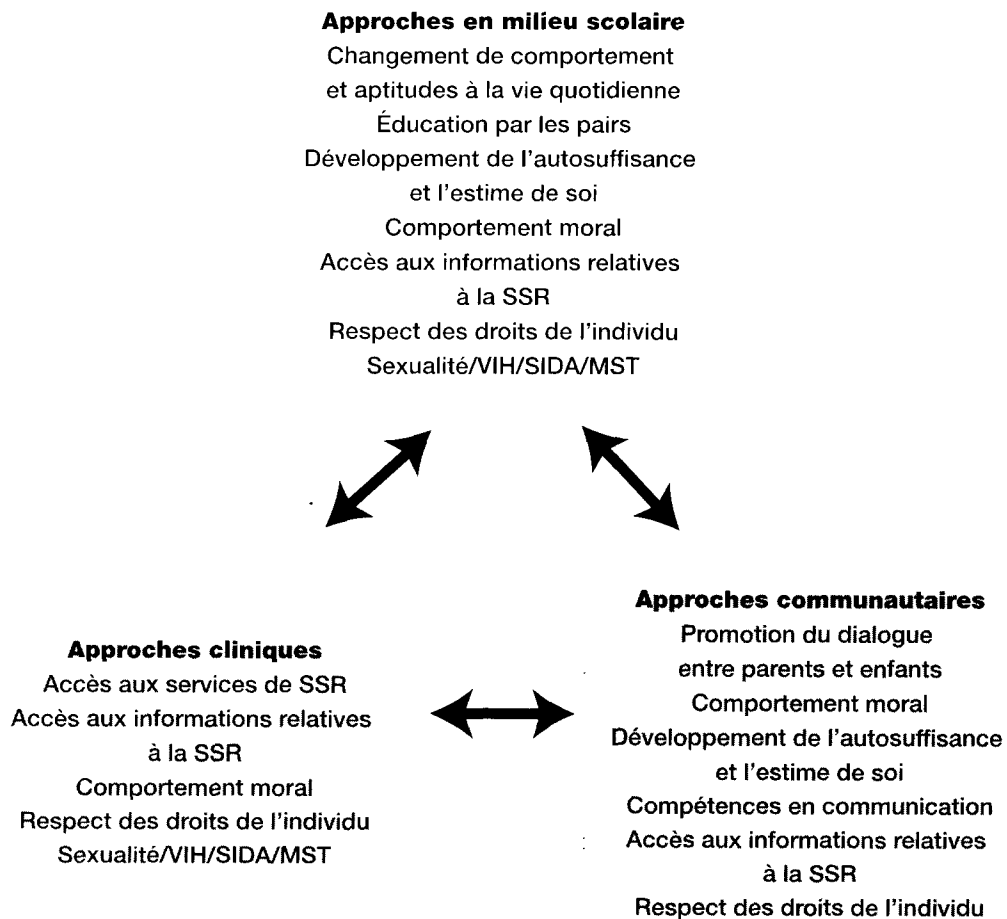 Approches en milieu scolaire
Changement de comportement
et aptitudes à la vie quotidienne
Éducation par les pairs
Développement de l'autosuffisance
et l'estime de soi
Comportement moral
Accès aux informations relatives
à la SSR
Respect des droits de l'individu
Sexualité/VIH/SIDA/MST
Approches cliniques
Accès aux services de SSR
Accès aux informations relatives
à la SSR
Comportement moral
Respect des droits de l'individu
Sexualité/VIH/SIDA/MST
Approches communautaires
Promotion du dialogue
entre parents et enfants
Comportement moral
Développement de l'autosuffisance
et l'estime de soi
Compétences en communication
Accès aux informations relatives
à la SSR
Respect des droits de l'individu